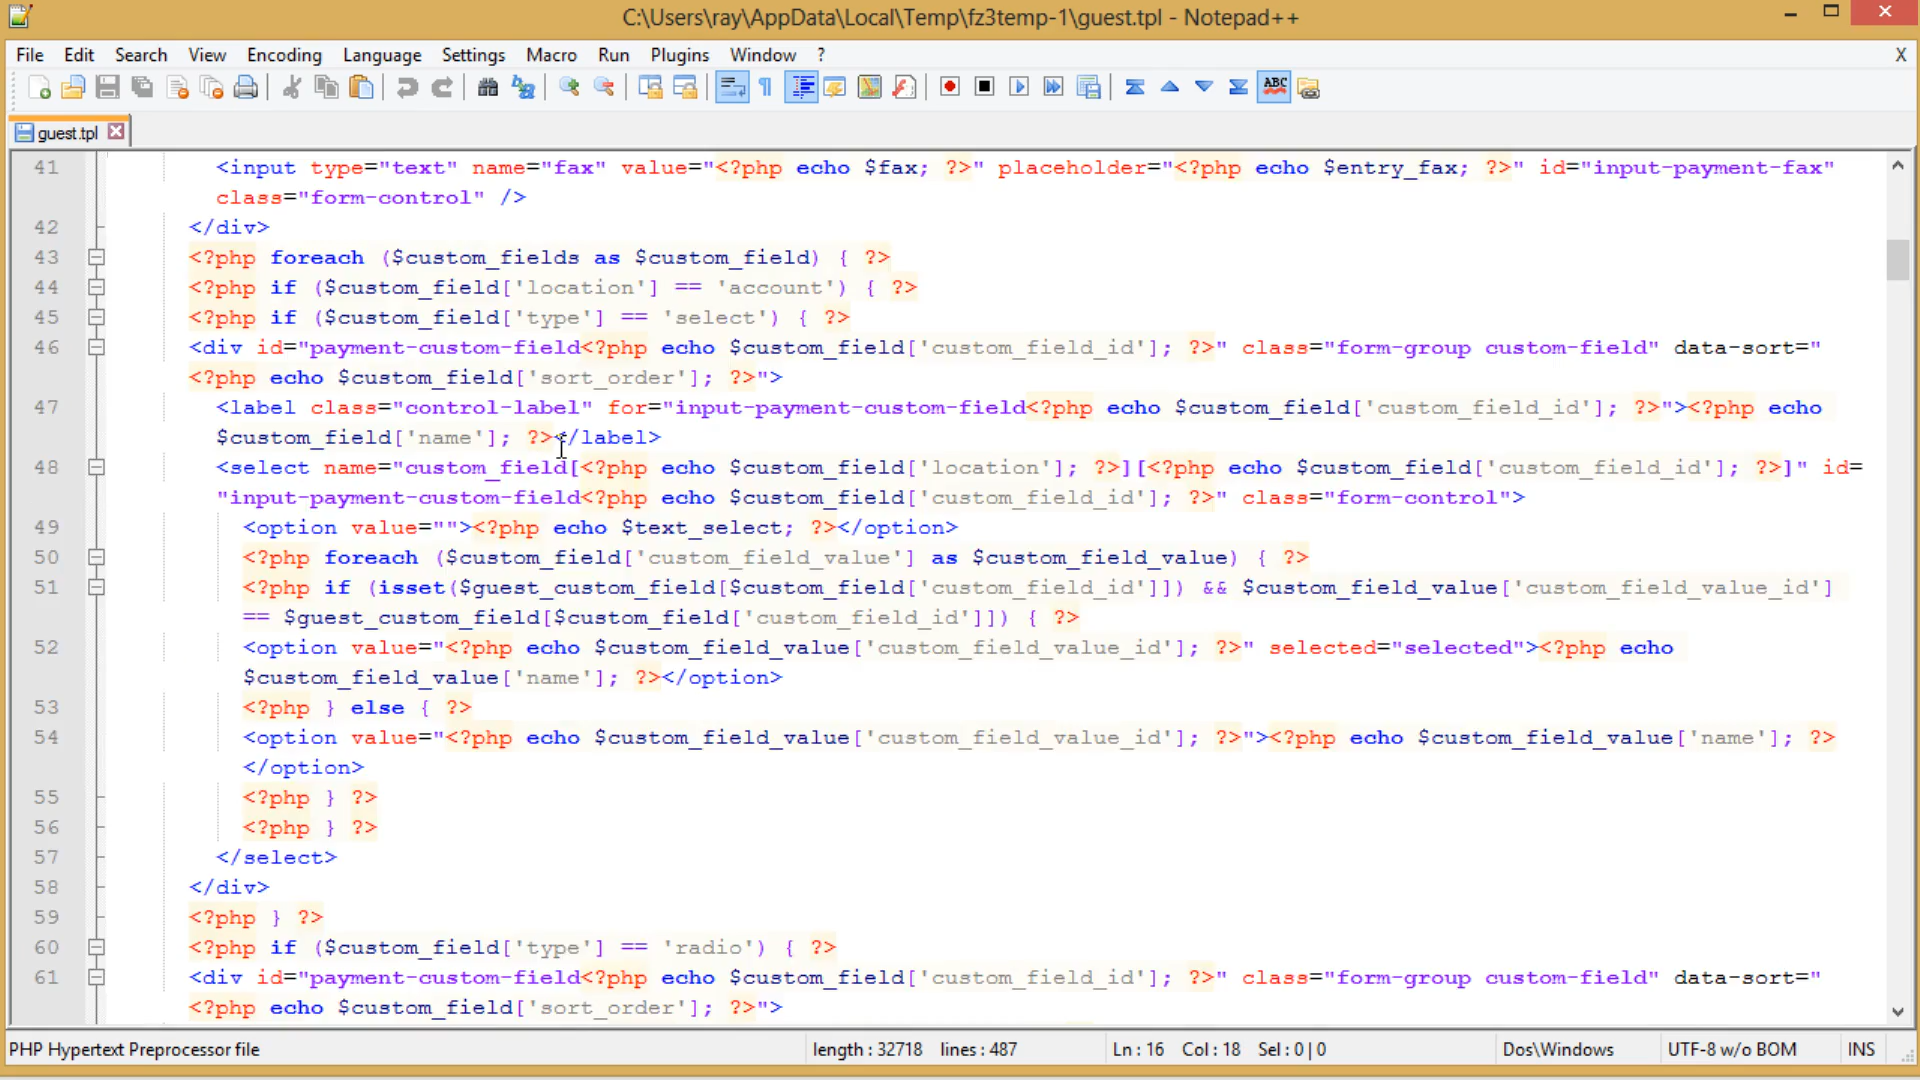 C:\Users\ray\AppData\Local\Temp\fz3temp-1\guest.tpl - Notepad++
File Edit Search View Encoding Language Settings Macro Run Plugins Window ? X
ABC
guest.tpl
41 <input type="text" name="fax" value="<?php echo $fax; ?>" placeholder="<?php echo $entry_fax; ?>" id="input-payment-fax"
class="form-control" />
42 </div>
43 <?php foreach ($custom_fields as $custom_field) { ?>
44 <?php if ($custom_field['location'] == 'account') { ?>
45 <?php if ($custom_field['type'] == 'select') { ?>
46 <div id="payment-custom-field<?php echo $custom_field['custom_field_id']; ?>" class="form-group custom-field" data-sort="
<?php echo $custom_field['sort_order']; ?>">
47 <label class="control-label" for="input-payment-custom-field<?php echo $custom_field['custom_field_id']; ?>"><?php echo
$custom_field['name']; ?></label>
48 <select name="custom_field[<?php echo $custom_field['location']; ?>][<?php echo $custom_field['custom_field_id']; ?>]" id=
"input-payment-custom-field<?php echo $custom_field['custom_field_id']; ?>" class="form-control">
49 <option value=""><?php echo $text_select; ?></option>
50 <?php foreach ($custom_field['custom_field_value'] as $custom_field_value) { ?>
51 <?php if (isset($guest_custom_field[$custom_field['custom_field_id']]) && $custom_field_value['custom_field_value_id']
== $guest_custom_field[$custom_field['custom_field_id']]) { ?>
52 <option value="<?php echo $custom_field_value['custom_field_value_id']; ?>" selected="selected"><?php echo
$custom_field_value['name']; ?></option>
53 <?php } else { ?>
54 <option value="<?php echo $custom_field_value['custom_field_value_id']; ?>"><?php echo $custom_field_value['name']; ?>
</option>
55 <?php } ?>
56 <?php } ?>
57 </select>
58 </div>
59 <?php } ?>
60 <?php if ($custom_field['type'] == 'radio') { ?>
61 <div id="payment-custom-field<?php echo $custom_field['custom_field_id']; ?>" class="form-group custom-field" data-sort="
<?php echo $custom_field['sort_order']; ?>">
PHP Hypertext Preprocessor file length : 32718 lines : 487 Ln : 16 Col : 18 Sel : 0 | 0 Dos\Windows UTF-8 w/o BOM INS